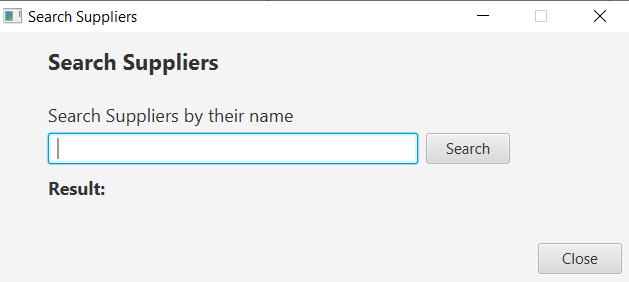 Search Suppliers
Search Suppliers
Search Suppliers by their name
Search
Result:
Close